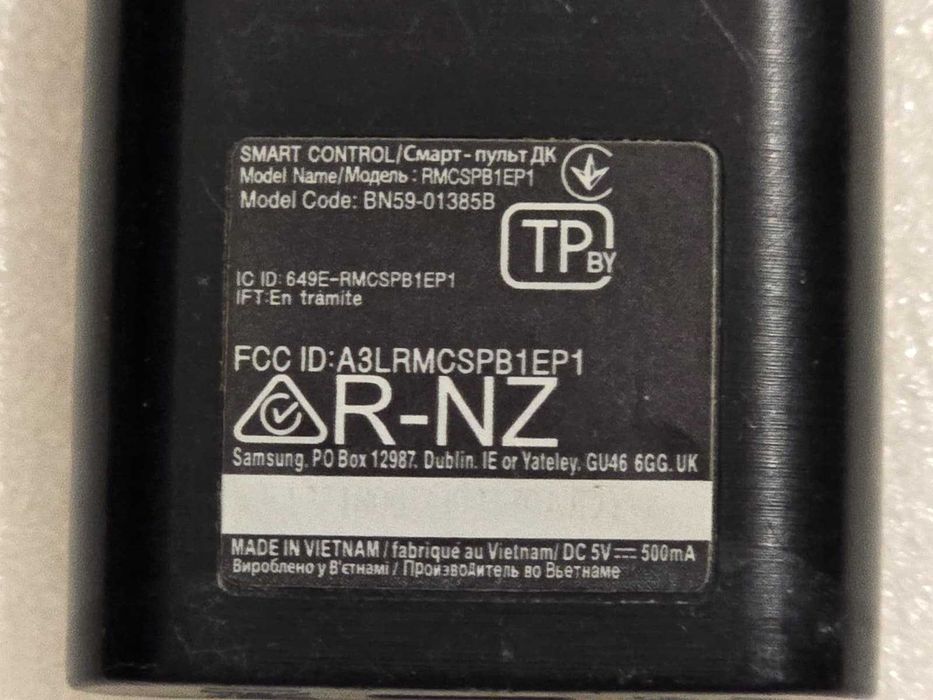 SMART CONTROL/Смарт-пульт ДК
Model Name/Модель : RMCSPB1EP1
Model Code: BN59-01385B
TP BY
IC ID: 649E-RMCSPB1EP1
IFT:En trámite
FCC ID:A3LRMCSPB1EP1
R-NZ
Samsung. PO Box 12987. Dublin. IE or Yateley. GU46 6GG. UK
MADE IN VIETNAM / fabriqué au Vietnam/ DC 5V 500mA
Вироблено у В'єтнамі / Производитель во Вьетнаме